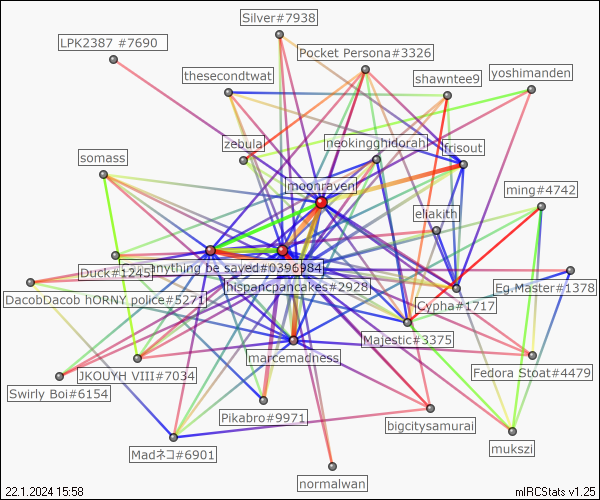 Silver#7938
LPK2387 #7690
Pocket Persona#3326
thesecondtwat
shawntee9
yoshimanden
zebula
neokingghidorah
frisout
somass
moonraven
ming#4742
eliakith
anything be saved#0396984
Duck#1245
hispancpancakes#2928
Eg.Master#1378
DacobDacob hORNY police#5271
Cypha#1717
Majestic#3375
marcemadness
Fedora Stoat#4479
JKOUYH VIII#7034
Swirly Boi#6154
Pikabro#9971
bigcitysamurai
Madネコ#6901
mukszi
normalwan
22.1.2024 15:58
mIRCStats v1.25